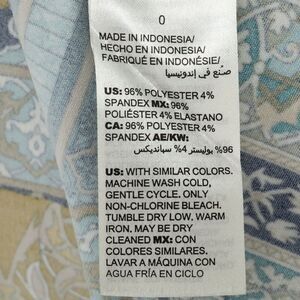 0
MADE IN INDONESIA/
HECHO EN INDONESIA/
FABRIQUÉ EN INDONÉSIE/
صنع في إندونيسيا
US: 96% POLYESTER 4%
SPANDEX MX: 96%
POLIÉSTER 4% ELASTANO
CA: 96% POLYESTER 4%
SPANDEX AE/KW:
96% بوليستر 4% سبانديكس
US: WITH SIMILAR COLORS.
MACHINE WASH COLD,
GENTLE CYCLE. ONLY
NON-CHLORINE BLEACH.
TUMBLE DRY LOW. WARM
IRON, MAY BE DRY
CLEANED MX: CON
COLORES SIMILARES.
LAVAR A MÁQUINA CON
AGUA FRÍA EN CICLO